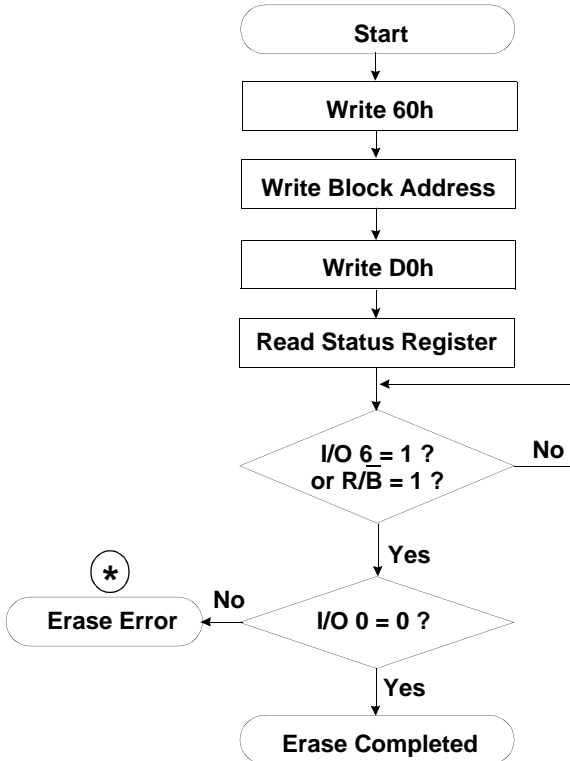 Start
Write 60h
Write Block Address
Write D0h
Read Status Register
I/O 6 = 1 ?
or R/B̅ = 1 ?
No
Yes
*
No
Erase Error
I/O 0 = 0 ?
Yes
Erase Completed